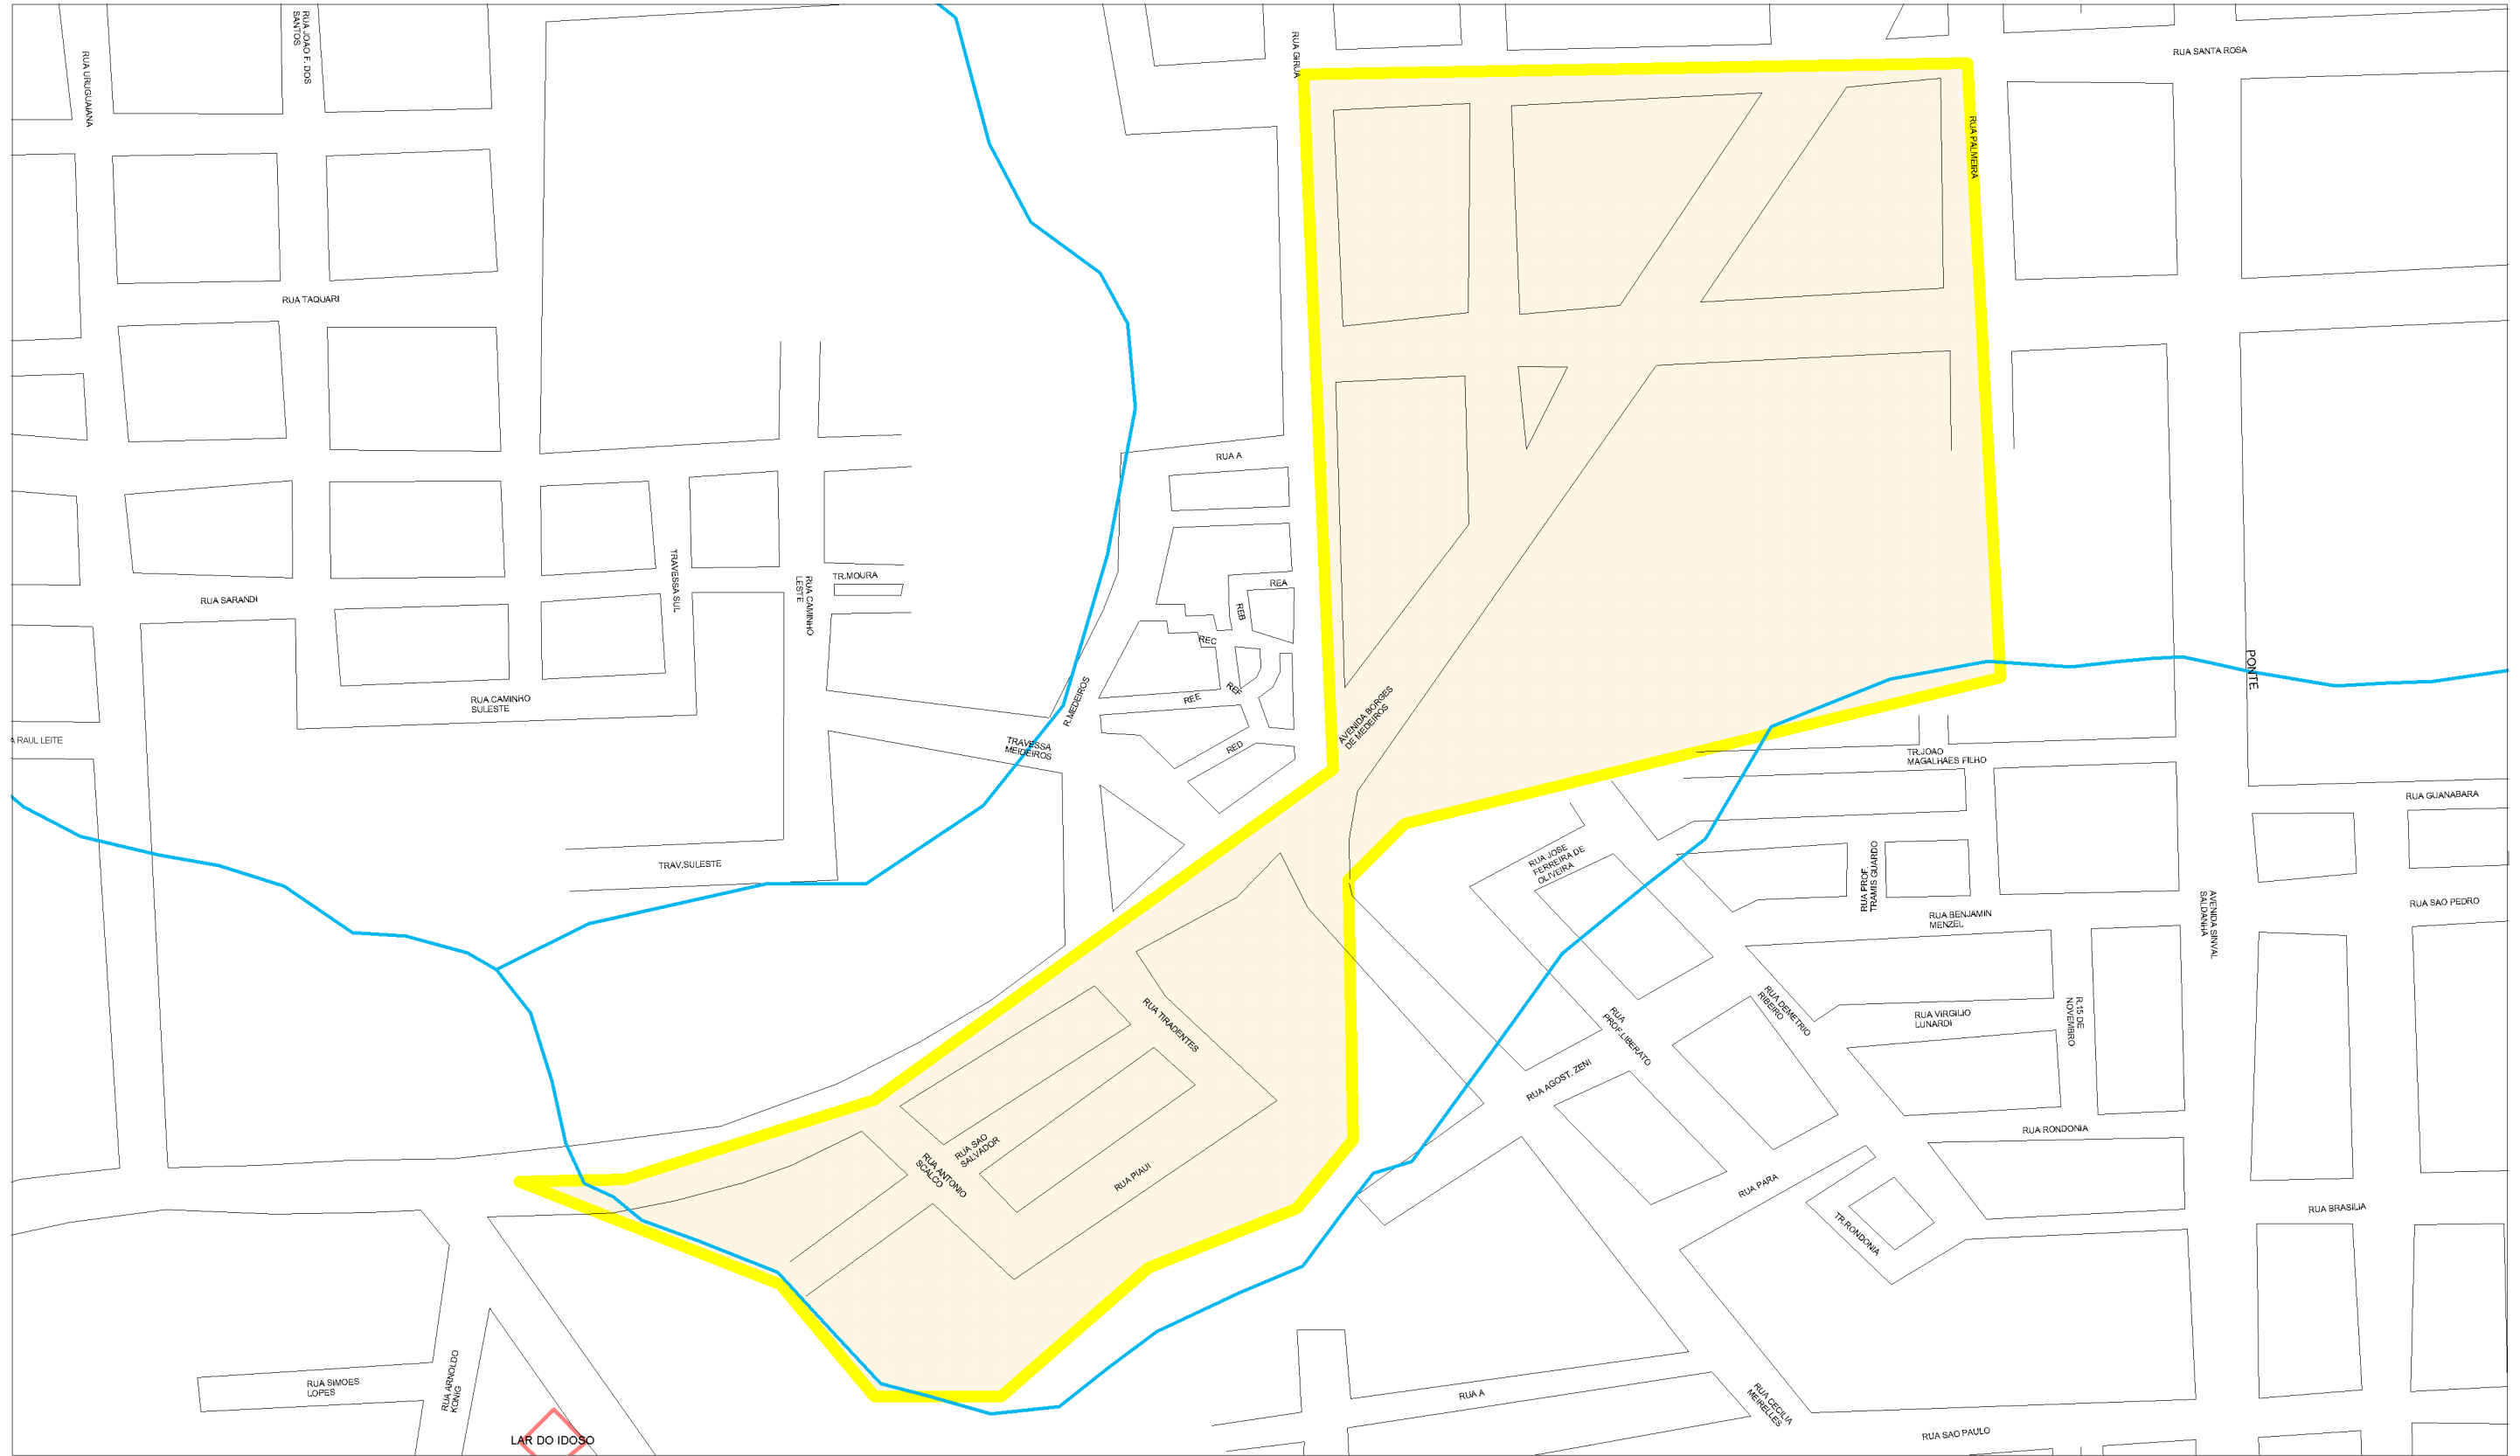 RUA JOAO F. DOS
SANTOS
RUA URUGUAIANA
RUA GIRUA
RUA SANTA ROSA
RUA PALMEIRA
RUA TAQUARI
RUA A
RUA SARANDI
TRAVESSA SUL
RUA CAMINHO
LESTE
TR.MOURA
REA
REB
REC
REF
REE
RED
RUA CAMINHO
SULESTE
R.MEDEIROS
TRAVESSA
MEIDEIROS
AVENIDA BORGES
DE MEDEIROS
PONTE
A RAUL LEITE
TR.JOAO
MAGALHAES FILHO
RUA GUANABARA
TRAV.SULESTE
RUA JOSE
FERREIRA DE
OLIVEIRA
RUA PROF.
TRAMIS GUARDO
RUA BENJAMIN
MENZEL
AVENIDA SINVAL
SALDANHA
RUA SAO PEDRO
RUA TIRADENTES
RUA
PROF.LIBERATO
RUA DEMETRIO
RIBEIRO
RUA VIRGILIO
LUNARDI
R.15 DE
NOVEMBRO
RUA AGOST. ZENI
RUA SAO
SALVADOR
RUA ANTONIO
SCALCO
RUA PIAUI
RUA RONDONIA
RUA PARA
TR.RONDONIA
RUA BRASILIA
RUA SIMOES
LOPES
RUA ARNOLDO
KONIG
RUA A
RUA CECILIA
MEIRELLES
RUA SAO PAULO
LAR DO IDOSO